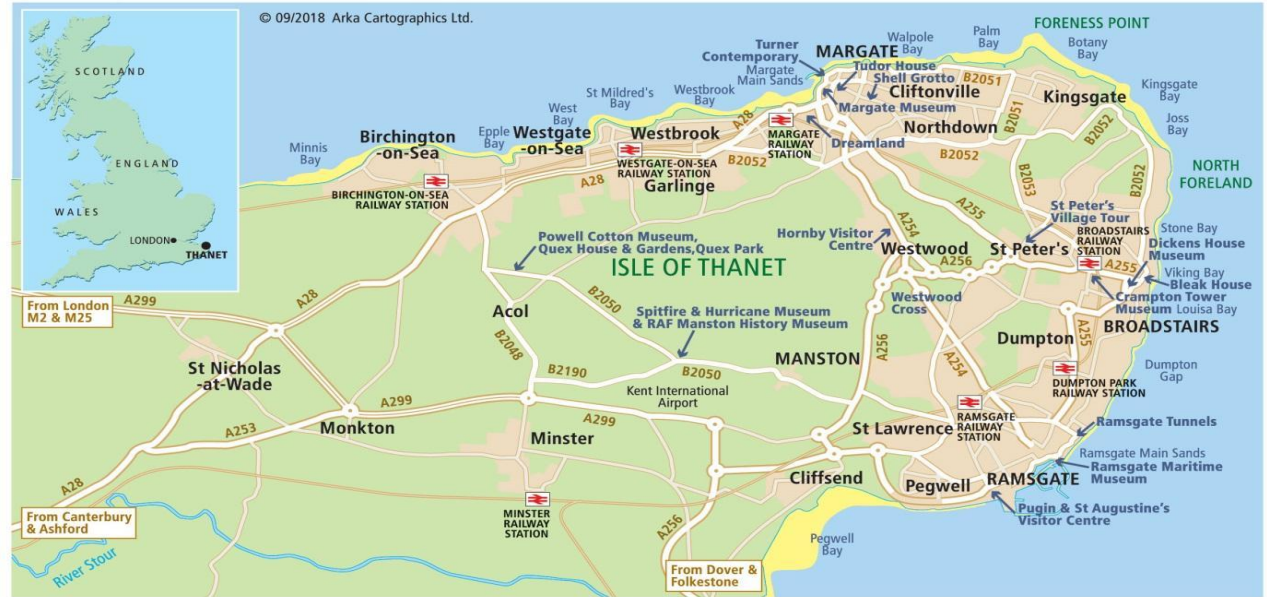 © 09/2018 Arka Cartographics Ltd.
SCOTLAND
ENGLAND
WALES
LONDON
THANET
FORENESS POINT
Turner
Contemporary
MARGATE
Walpole
Bay
Palm
Bay
Botany
Bay
Margate
Main Sands
Tudor House
Shell Grotto
B2051
Cliftonville
Kingsgate
Kingsgate
Bay
St Mildred's
Bay
Westbrook
Bay
Margate Museum
B2051
B2052
Joss
Bay
West
Bay
Epple
Bay
Westgate
-on-Sea
Westbrook
A28
MARGATE
RAILWAY
STATION
Northdown
Dreamland
B2052
Birchington
-on-Sea
Minnis
Bay
WESTGATE-ON-SEA
RAILWAY STATION
B2052
A28
Garlinge
BIRCHINGTON-ON-SEA
RAILWAY STATION
B2053
B2052
NORTH
FORELAND
A255
St Peter's
Village Tour
A254
Hornby Visitor
Centre
Westwood
St Peter's
BROADSTAIRS
RAILWAY
STATION
Stone Bay
Dickens House
Museum
Powell Cotton Museum,
Quex House & Gardens,Quex Park
ISLE OF THANET
A256
A255
Viking Bay
Bleak House
Westwood
Cross
Crampton Tower
Museum
Louisa Bay
From London
M2 & M25
A299
A28
Acol
B2050
Spitfire & Hurricane Museum
& RAF Manston History Museum
BROADSTAIRS
Dumpton
A255
A256
B2048
MANSTON
A254
Dumpton
Gap
St Nicholas
-at-Wade
B2190
B2050
DUMPTON PARK
RAILWAY STATION
Kent International
Airport
A299
A299
A253
Monkton
Minster
St Lawrence
RAMSGATE
RAILWAY
STATION
Ramsgate Tunnels
Ramsgate Main Sands
Ramsgate Maritime
Museum
Cliffsend
Pegwell
RAMSGATE
A28
MINSTER
RAILWAY
STATION
A256
Pugin & St Augustine's
Visitor Centre
From Canterbury
& Ashford
Pegwell
Bay
River Stour
From Dover &
Folkestone